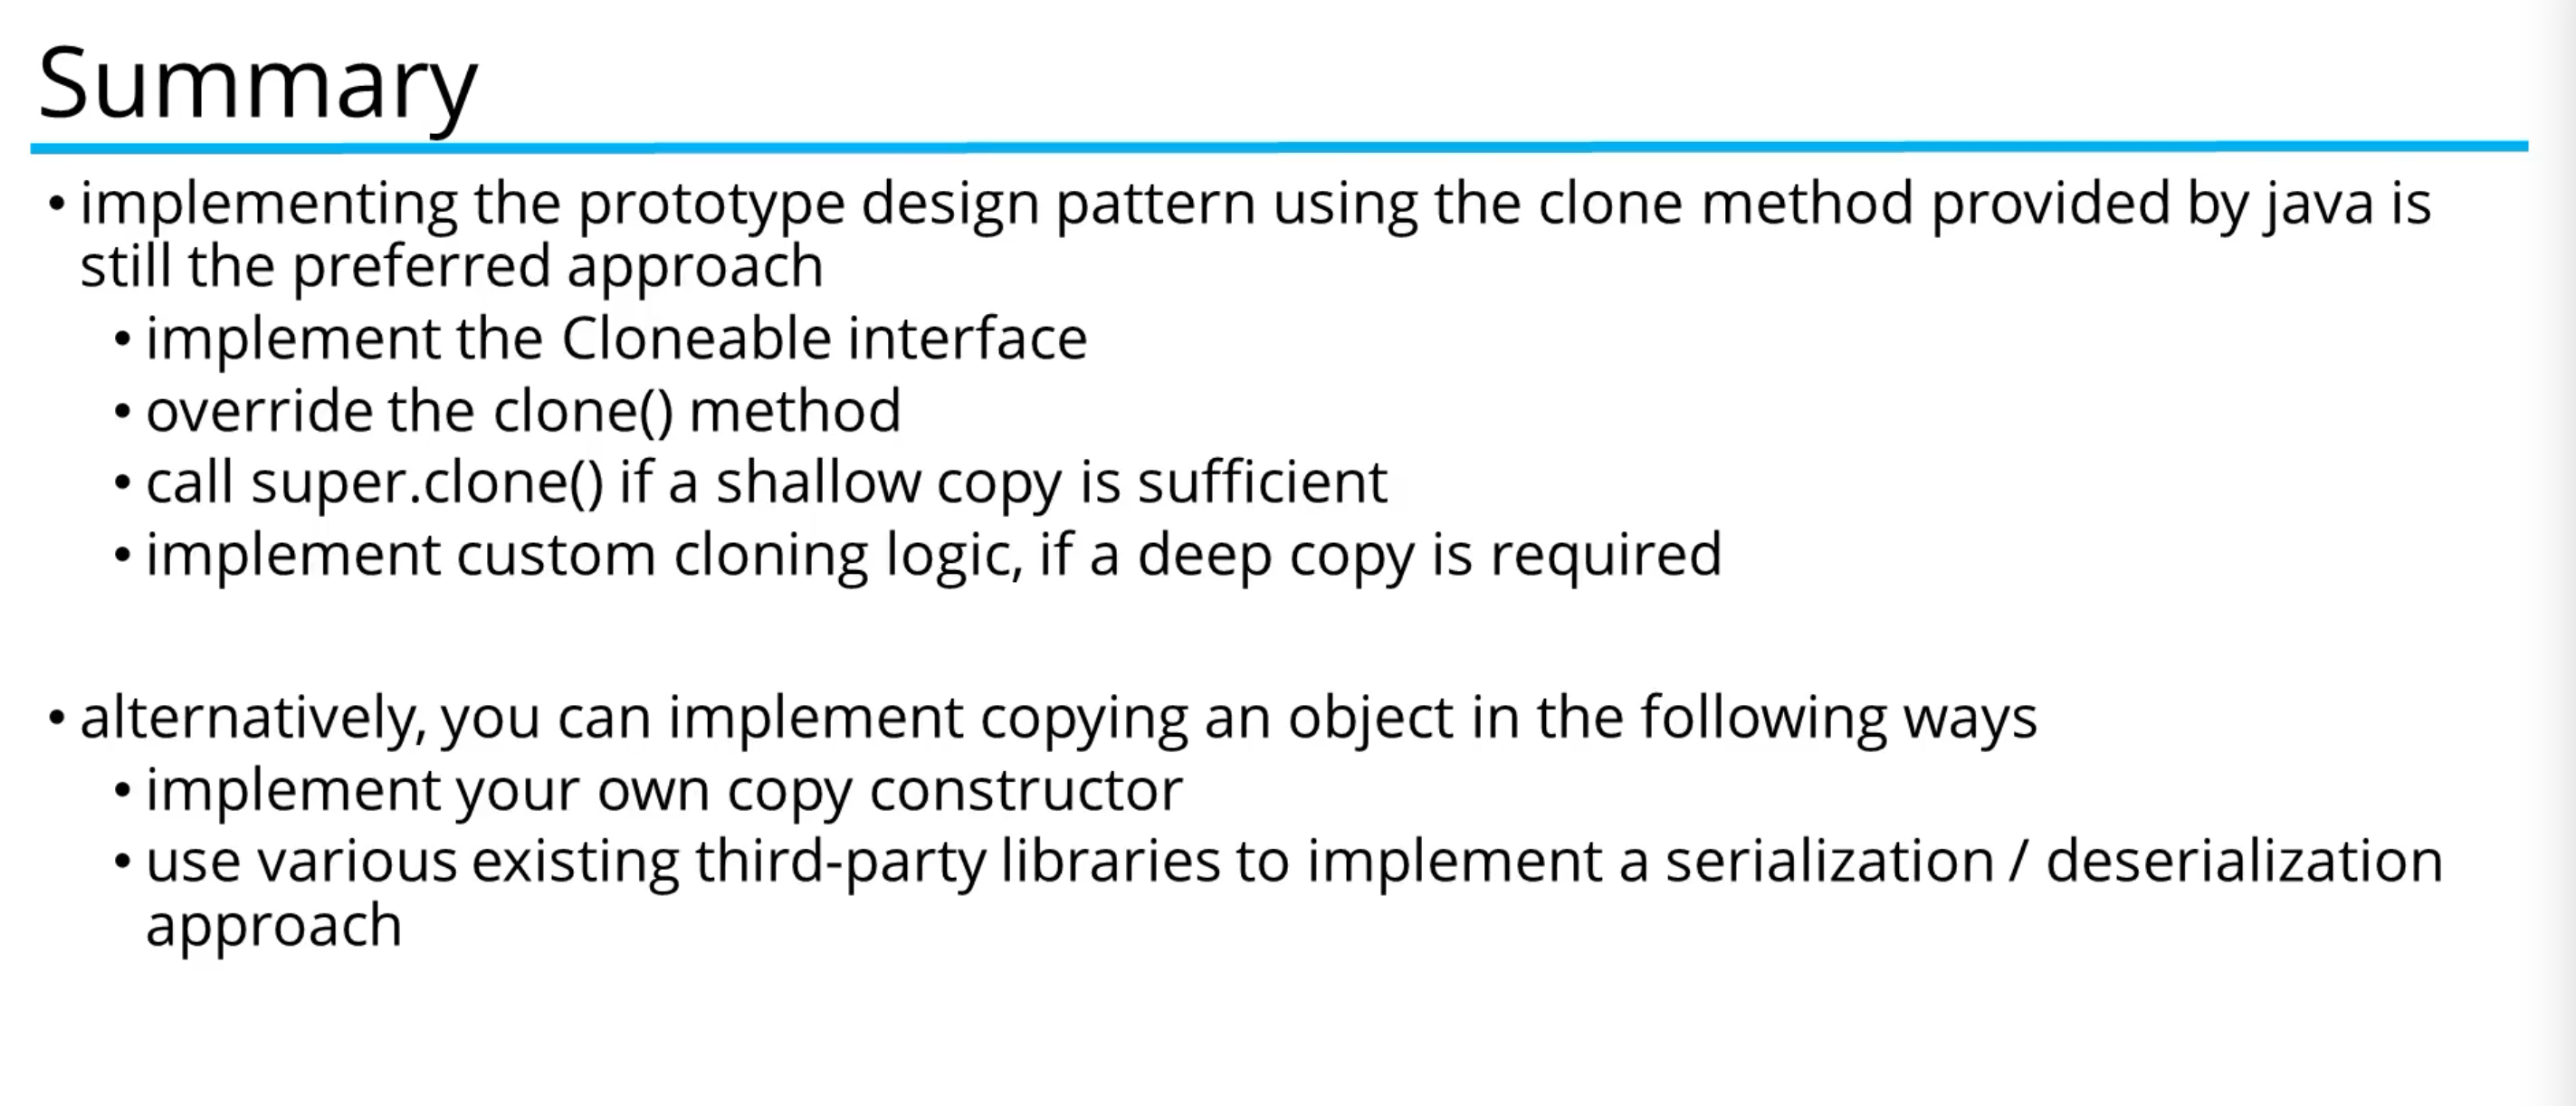 Summary
• implementing the prototype design pattern using the clone method provided by java is
still the preferred approach
• implement the Cloneable interface
• override the clone() method
• call super.clone() if a shallow copy is sufficient
• implement custom cloning logic, if a deep copy is required
• alternatively, you can implement copying an object in the following ways
• implement your own copy constructor
• use various existing third-party libraries to implement a serialization / deserialization
approach